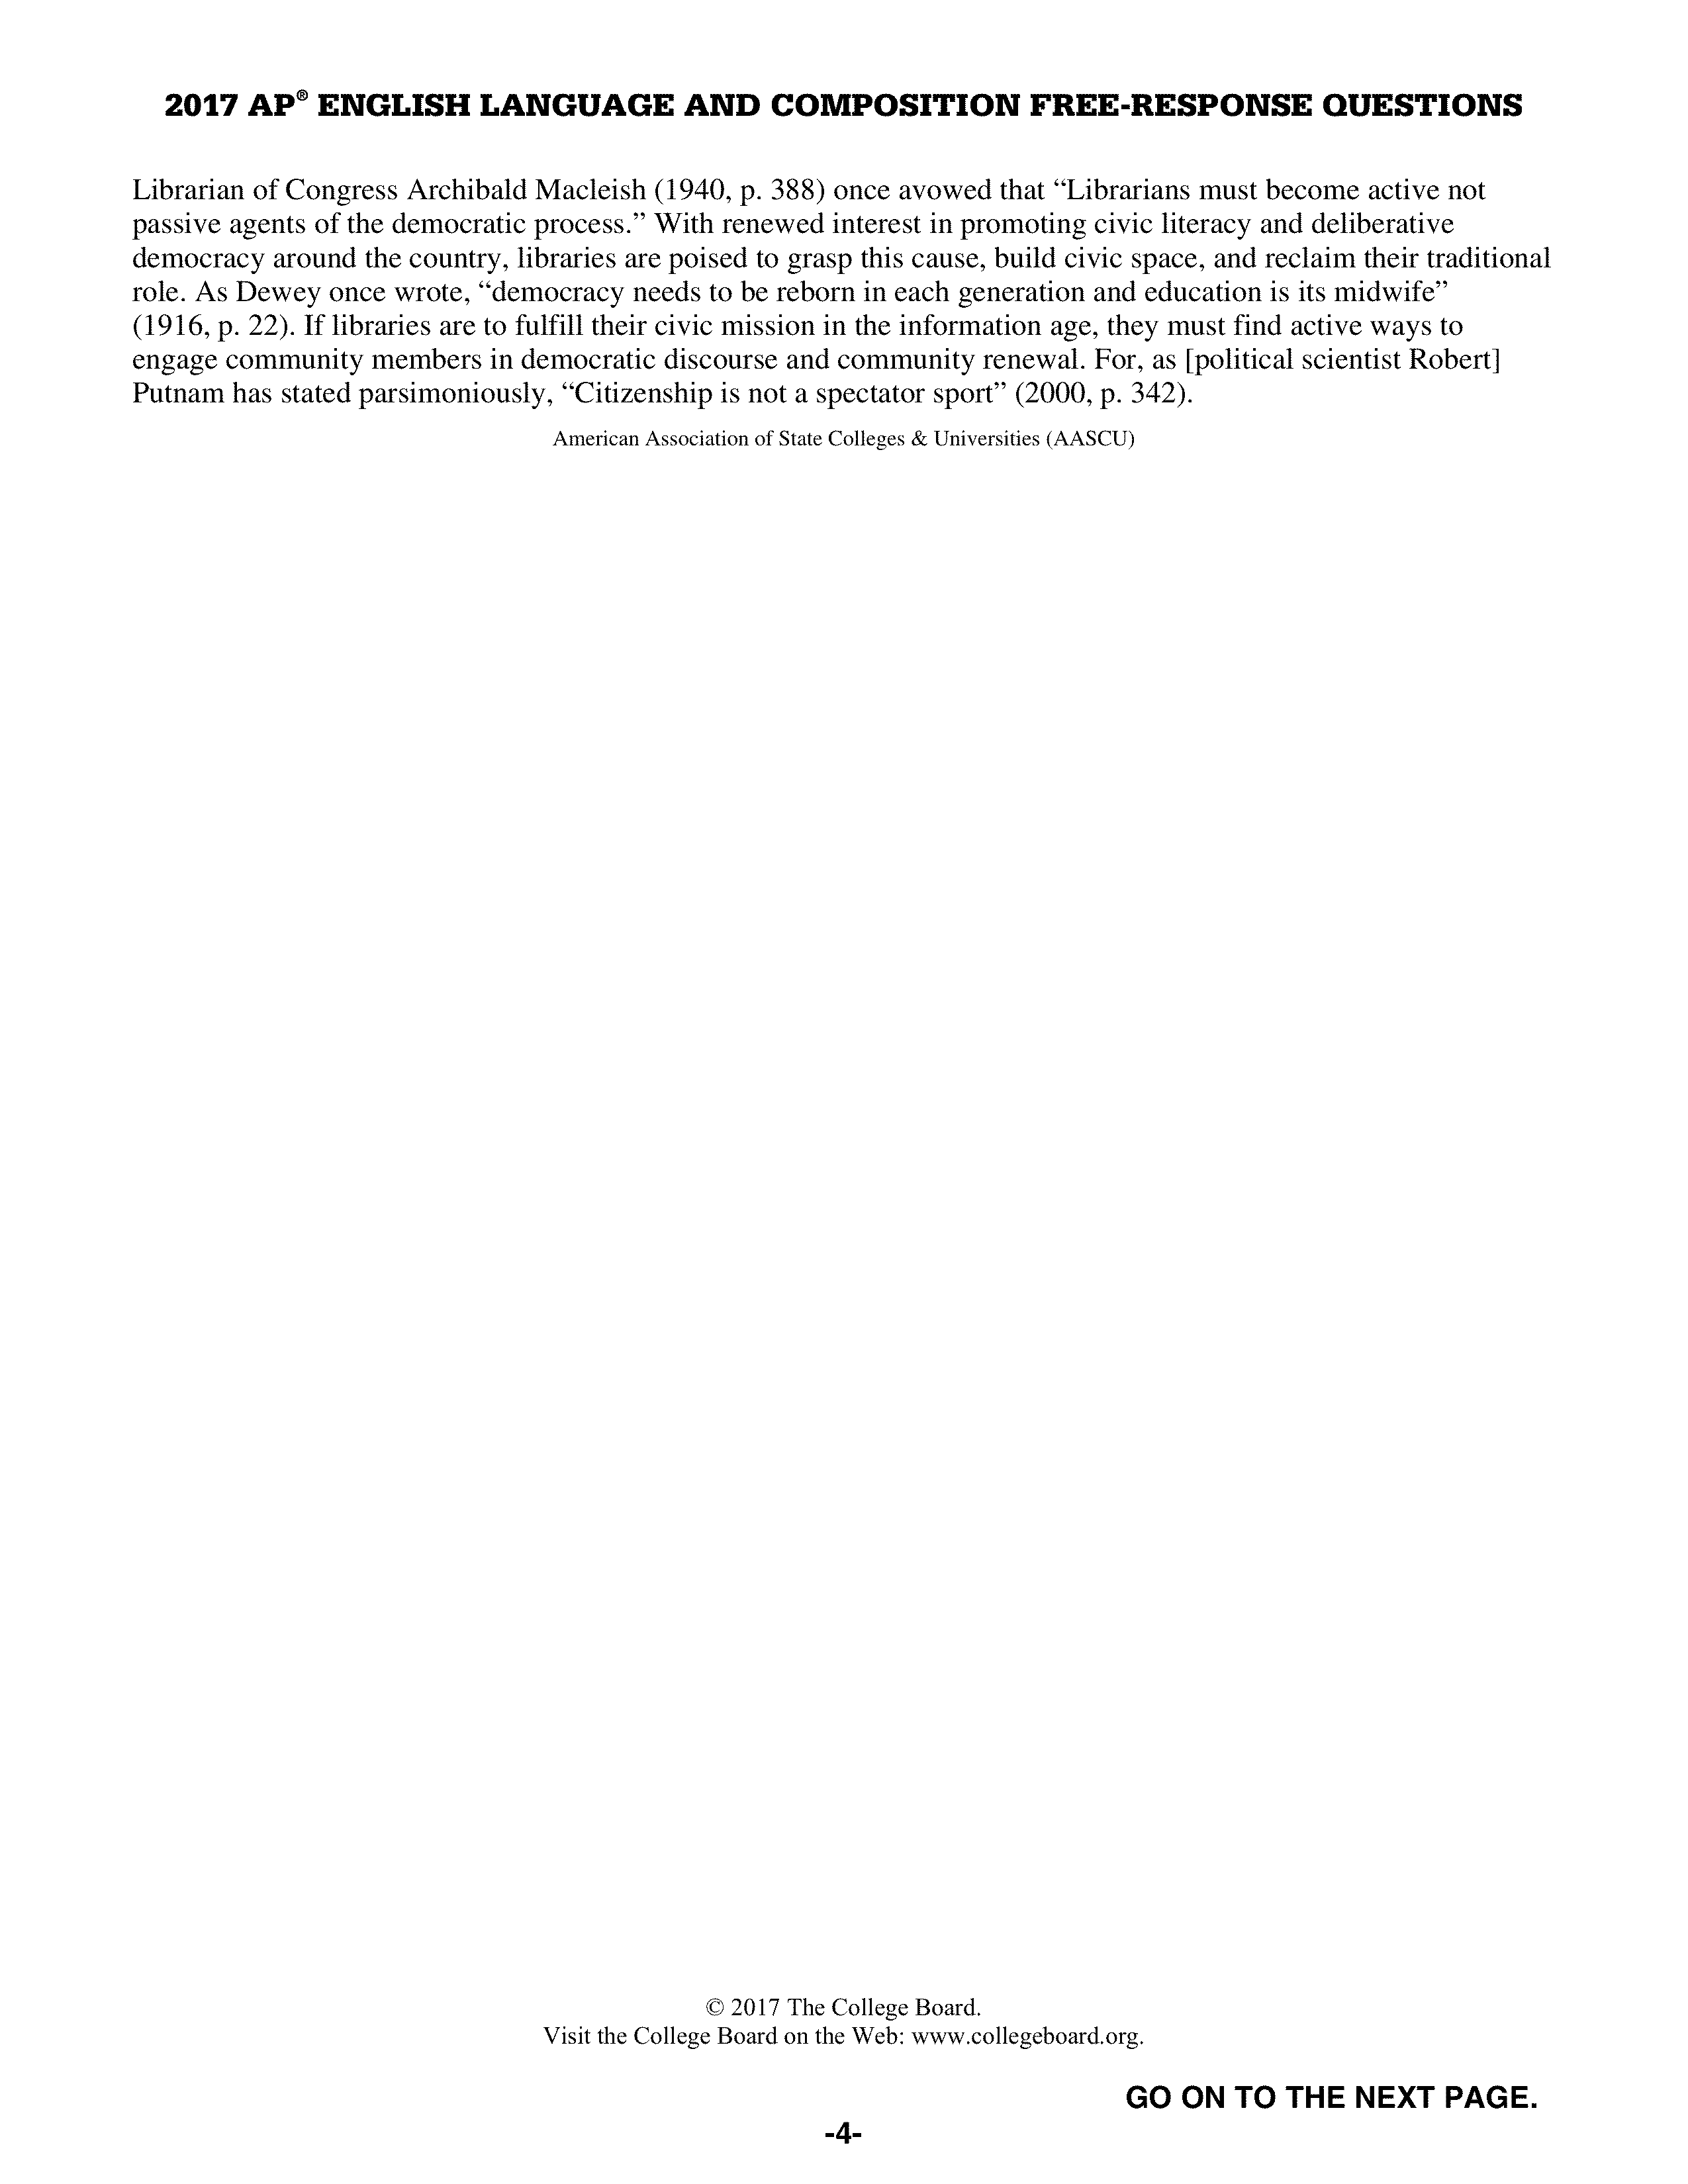 2017 AP® ENGLISH LANGUAGE AND COMPOSITION FREE-RESPONSE QUESTIONS
Librarian of Congress Archibald Macleish (1940, p. 388) once avowed that “Librarians must become active not
passive agents of the democratic process.” With renewed interest in promoting civic literacy and deliberative
democracy around the country, libraries are poised to grasp this cause, build civic space, and reclaim their traditional
role. As Dewey once wrote, “democracy needs to be reborn in each generation and education is its midwife”
(1916, p. 22). If libraries are to fulfill their civic mission in the information age, they must find active ways to
engage community members in democratic discourse and community renewal. For, as [political scientist Robert]
Putnam has stated parsimoniously, “Citizenship is not a spectator sport” (2000, p. 342).
American Association of State Colleges & Universities (AASCU)
© 2017 The College Board.
Visit the College Board on the Web: www.collegeboard.org.
GO ON TO THE NEXT PAGE.
-4-